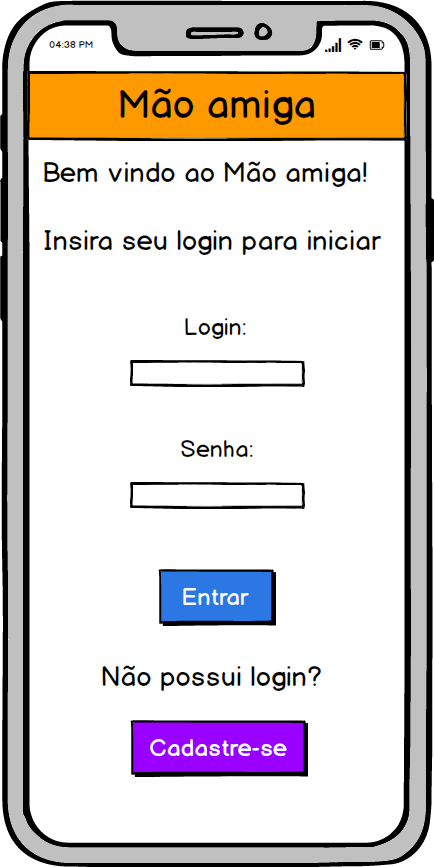 04:38 PM
Mão amiga
Bem vindo ao Mão amiga!
Insira seu login para iniciar
Login:
Senha:
Entrar
Não possui login?
Cadastre-se